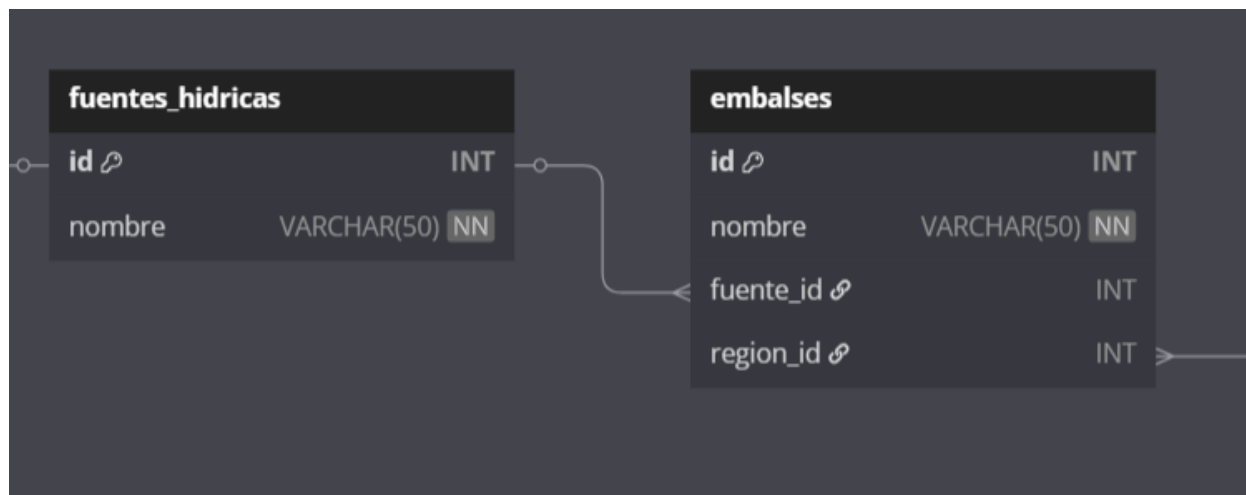 fuentes_hidricas
id INT
nombre VARCHAR(50) NN
embalses
id INT
nombre VARCHAR(50) NN
fuente_id INT
region_id INT